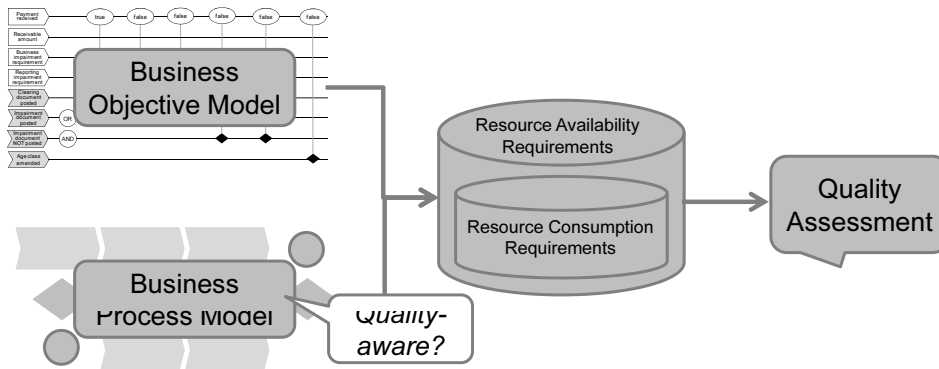 Payment
received
true
false
false
false
false
false
Receivable
amount
Business
impairment
requirement
Reporting
impairment
requirement
Clearing
document
posted
Impairment
document
posted
OR
Impairment
document
NOT posted
AND
Age class
amended
Business
Objective Model
Resource Availability
Requirements
Resource Consumption
Requirements
Quality
Assessment
Business
Process Model
Quality-
aware?